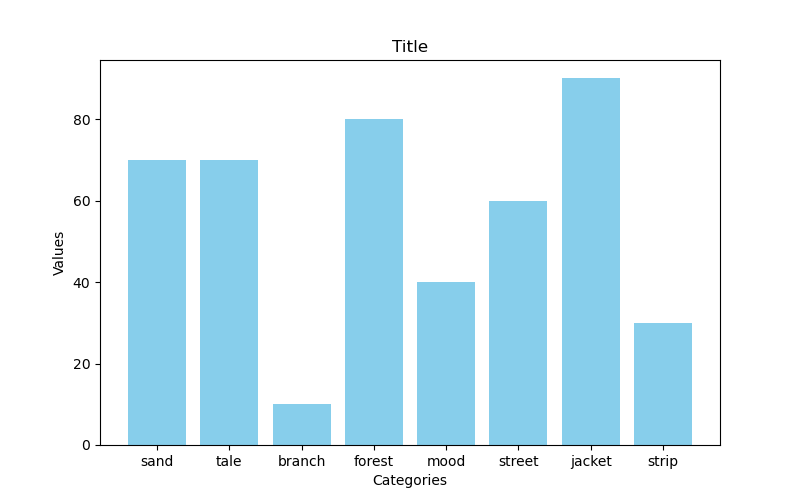 Title
Values
80
60
40
20
0
sand tale branch forest mood street jacket strip
Categories